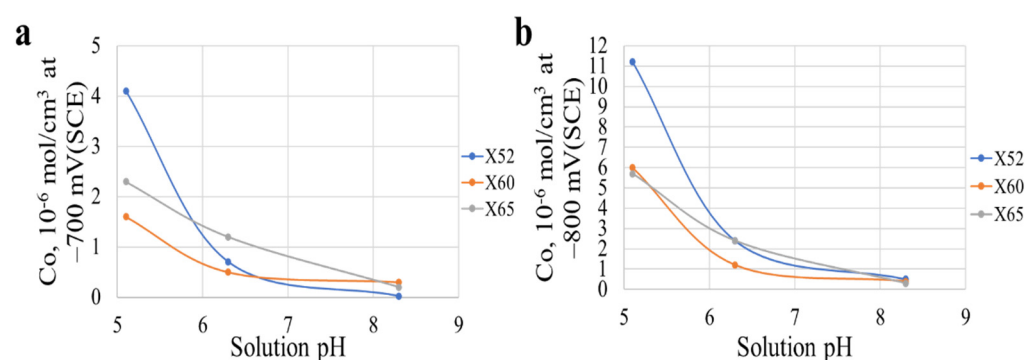 a
Co, 10⁻⁶ mol/cm³ at
−700 mV(SCE)
5
4
3
2
1
0
5
6
7
8
9
Solution pH
X52
X60
X65
b
Co, 10⁻⁶ mol/cm³ at
−800 mV(SCE)
12
11
10
9
8
7
6
5
4
3
2
1
0
5
6
7
8
9
Solution pH
X52
X60
X65